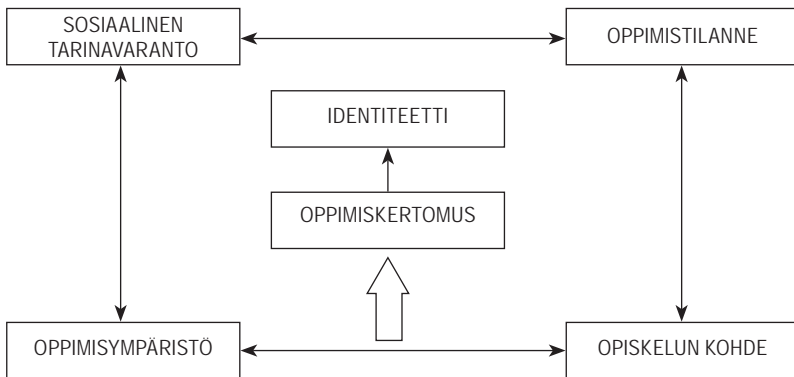 SOSIAALINEN
TARINAVARANTO
OPPIMISTILANNE
IDENTITEETTI
OPPIMISKERTOMUS
OPPIMISYMPÄRISTÖ
OPISKELUN KOHDE